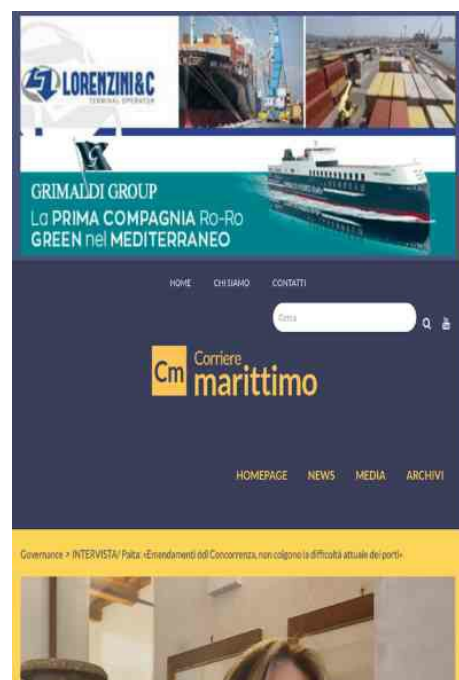 LORENZINI&C
TERMINAL OPERATOR
GRIMALDI GROUP
La PRIMA COMPAGNIA Ro-Ro
GREEN nel MEDITERRANEO
HOME CHI SIAMO CONTATTI
Cerca
Cm Corriere
marittimo
HOMEPAGE NEWS MEDIA ARCHIVI
Governance > INTERVISTA/ Paita: «Emendamenti ddl Concorrenza, non colgono la difficoltà attuale dei porti»